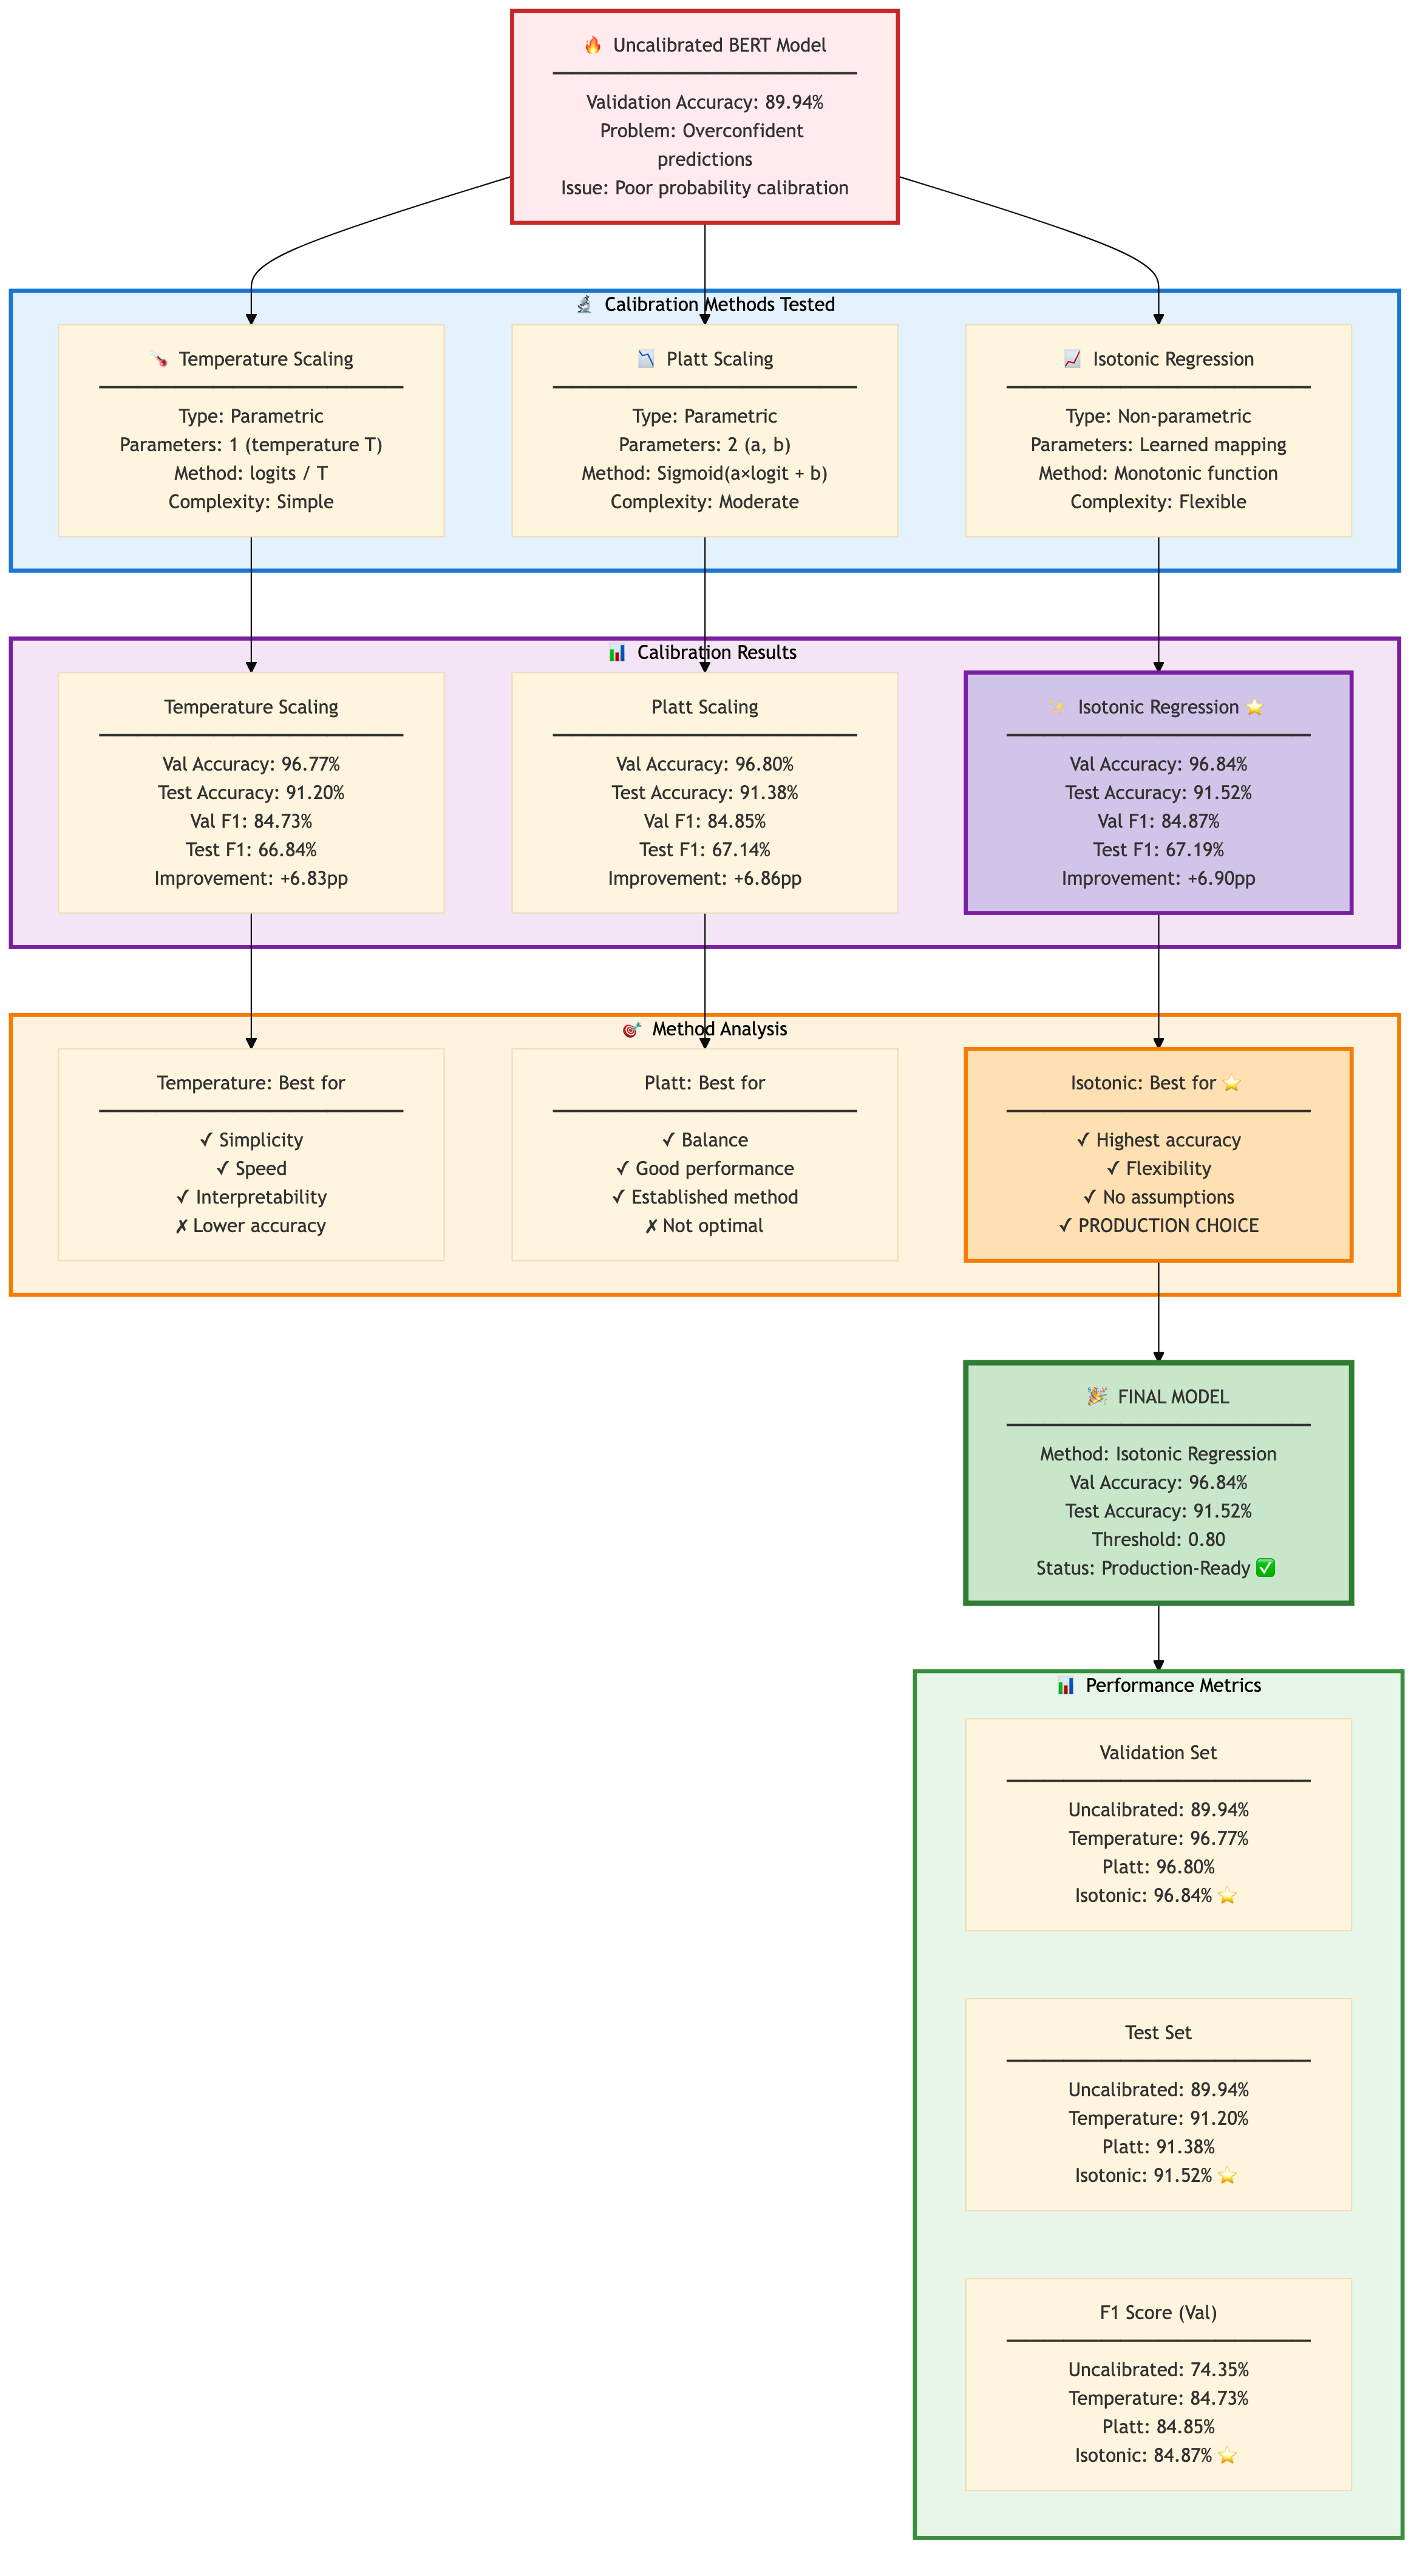 🔥 Uncalibrated BERT Model
Validation Accuracy: 89.94%
Problem: Overconfident
predictions
Issue: Poor probability calibration
🔬 Calibration Methods Tested
🌡️ Temperature Scaling
Type: Parametric
Parameters: 1 (temperature T)
Method: logits / T
Complexity: Simple
📉 Platt Scaling
Type: Parametric
Parameters: 2 (a, b)
Method: Sigmoid(a×logit + b)
Complexity: Moderate
📈 Isotonic Regression
Type: Non-parametric
Parameters: Learned mapping
Method: Monotonic function
Complexity: Flexible
📊 Calibration Results
Temperature Scaling
Val Accuracy: 96.77%
Test Accuracy: 91.20%
Val F1: 84.73%
Test F1: 66.84%
Improvement: +6.83pp
Platt Scaling
Val Accuracy: 96.80%
Test Accuracy: 91.38%
Val F1: 84.85%
Test F1: 67.14%
Improvement: +6.86pp
✨ Isotonic Regression ⭐
Val Accuracy: 96.84%
Test Accuracy: 91.52%
Val F1: 84.87%
Test F1: 67.19%
Improvement: +6.90pp
🎯 Method Analysis
Temperature: Best for
✓ Simplicity
✓ Speed
✓ Interpretability
✗ Lower accuracy
Platt: Best for
✓ Balance
✓ Good performance
✓ Established method
✗ Not optimal
Isotonic: Best for ⭐
✓ Highest accuracy
✓ Flexibility
✓ No assumptions
✓ PRODUCTION CHOICE
🎉 FINAL MODEL
Method: Isotonic Regression
Val Accuracy: 96.84%
Test Accuracy: 91.52%
Threshold: 0.80
Status: Production-Ready ✅
📊 Performance Metrics
Validation Set
Uncalibrated: 89.94%
Temperature: 96.77%
Platt: 96.80%
Isotonic: 96.84% ⭐
Test Set
Uncalibrated: 89.94%
Temperature: 91.20%
Platt: 91.38%
Isotonic: 91.52% ⭐
F1 Score (Val)
Uncalibrated: 74.35%
Temperature: 84.73%
Platt: 84.85%
Isotonic: 84.87% ⭐